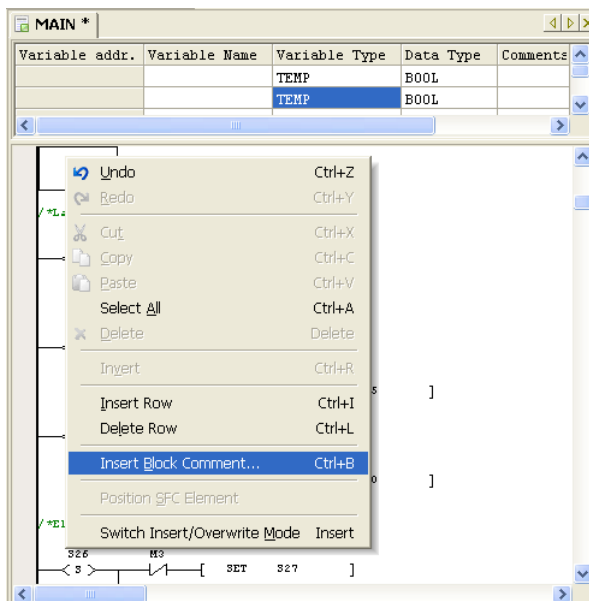 MAIN *
Variable addr. Variable Name Variable Type Data Type Comments
TEMP BOOL
TEMP BOOL
Undo Ctrl+Z
Redo Ctrl+Y
Cut Ctrl+X
Copy Ctrl+C
Paste Ctrl+V
Select All Ctrl+A
Delete Delete
Invert Ctrl+R
Insert Row Ctrl+I
Delete Row Ctrl+L
Insert Block Comment... Ctrl+B
Position SFC Element
Switch Insert/Overwrite Mode Insert
S26 M3
S SET S27 ]